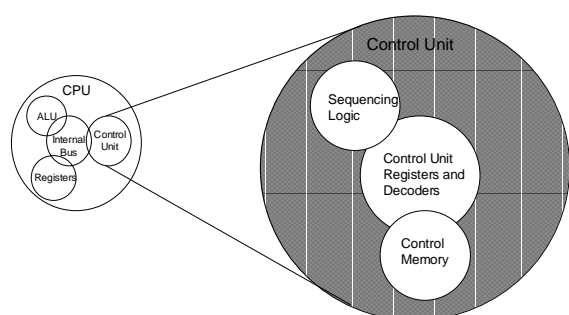 CPU
ALU
Internal
Bus
Control
Unit
Registers
Control Unit
Sequencing
Logic
Control Unit
Registers and
Decoders
Control
Memory